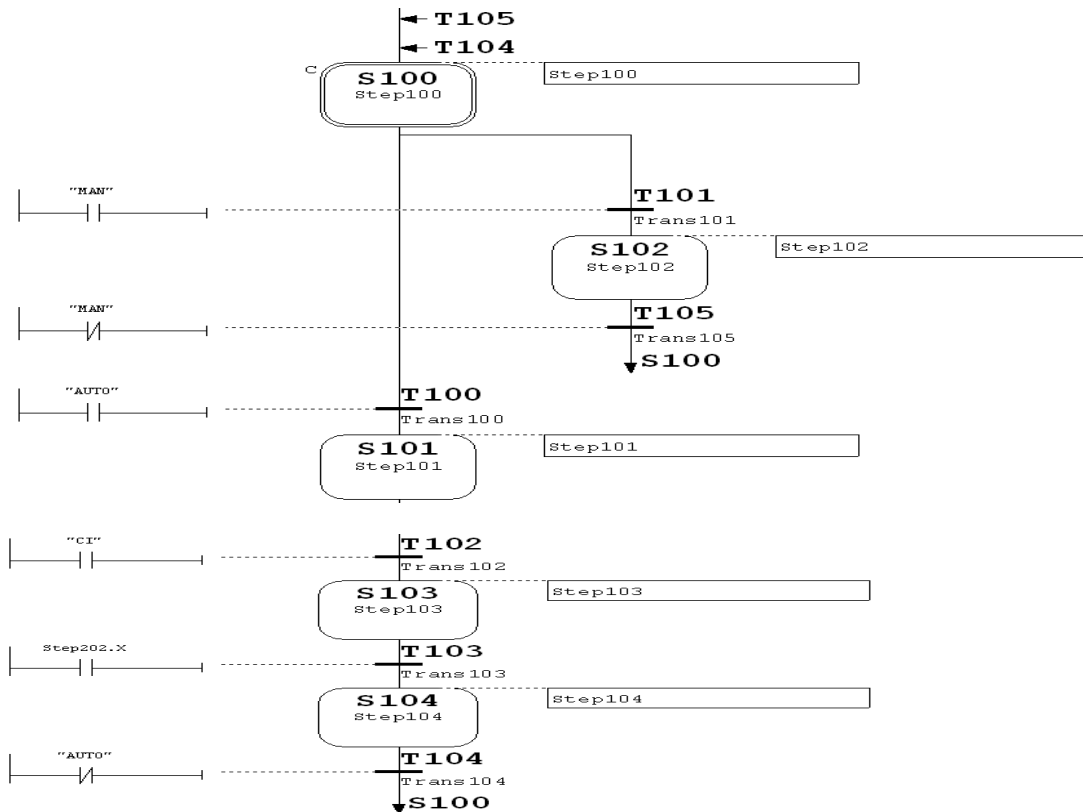 T105
T104
C
S100
Step100
Step100
"MAN"
T101
Trans101
S102
Step102
Step102
"MAN"
T105
Trans105
S100
"AUTO"
T100
Trans100
S101
Step101
Step101
"CI"
T102
Trans102
S103
Step103
Step103
Step202.X
T103
Trans103
S104
Step104
Step104
"AUTO"
T104
Trans104
S100